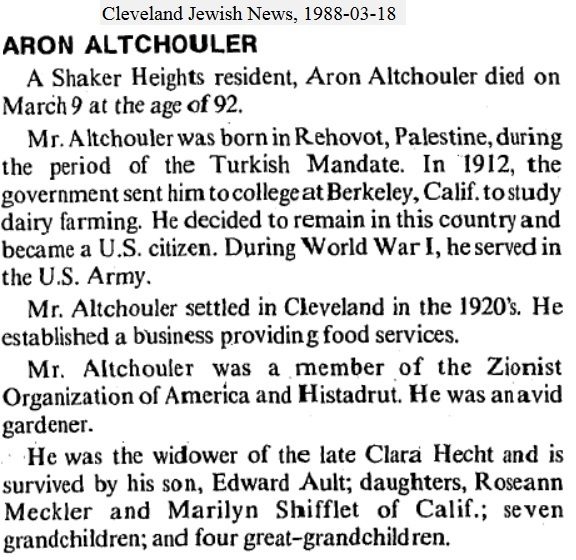 Cleveland Jewish News, 1988-03-18
ARON ALTCHOULER
A Shaker Heights resident, Aron Altchouler died on
March 9 at the age of 92.
Mr. Altchouler was born in Rehovot, Palestine, during
the period of the Turkish Mandate. In 1912, the
government sent him to college at Berkeley, Calif. to study
dairy farming. He decided to remain in this country and
became a U.S. citizen. During World War I, he served in
the U.S. Army.
Mr. Altchouler settled in Cleveland in the 1920's. He
established a business providing food services.
Mr. Altchouler was a member of the Zionist
Organization of America and Histadrut. He was an avid
gardener.
He was the widower of the late Clara Hecht and is
survived by his son, Edward Ault; daughters, Roseann
Meckler and Marilyn Shifflet of Calif.; seven
grandchildren; and four great-grandchildren.